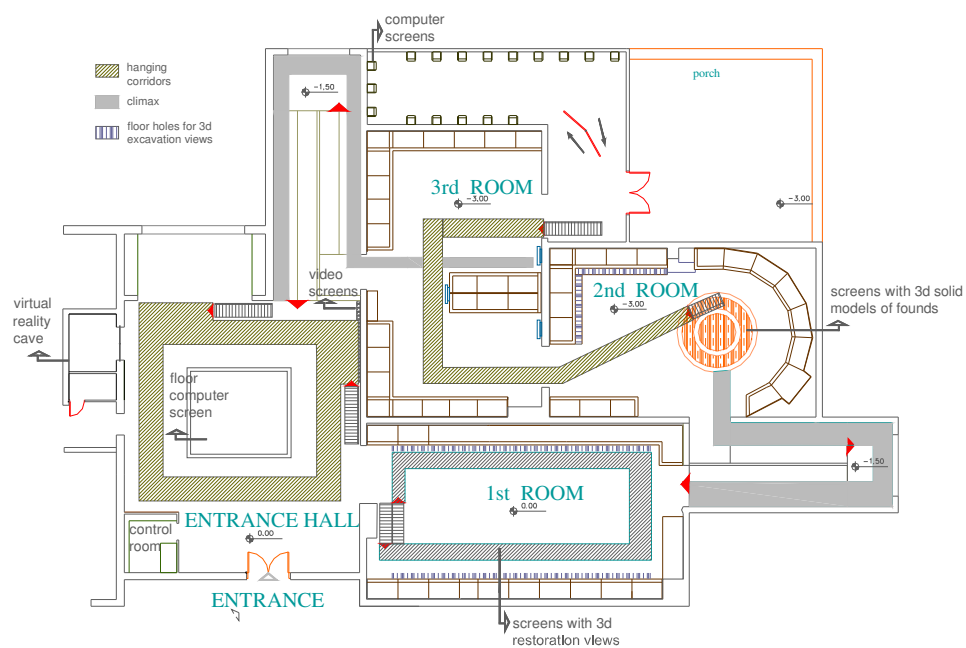 computer
screens
hanging
corridors
climax
floor holes for 3d
excavation views
-1.50
porch
3rd ROOM
-3.00
-3.00
video
screens
2nd ROOM
-3.00
screens with 3d solid
models of founds
virtual
reality
cave
floor
computer
screen
-1.50
1st ROOM
0.00
ENTRANCE HALL
0.00
control
room
ENTRANCE
screens with 3d
restoration views